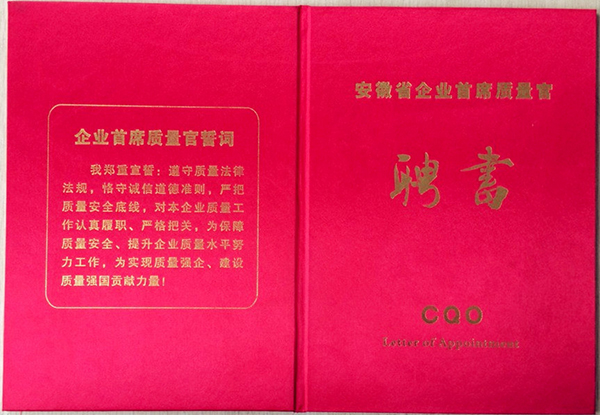 企业首席质量官誓词
我郑重宣誓：遵守质量法律
法规，恪守诚信道德准则，严把
质量安全底线，对本企业质量工
作认真履职、严格把关，为保障
质量安全、提升企业质量水平努
力工作，为实现质量强企、建设
质量强国贡献力量！
安徽省企业首席质量官
聘书
CQO
Letter of Appointment